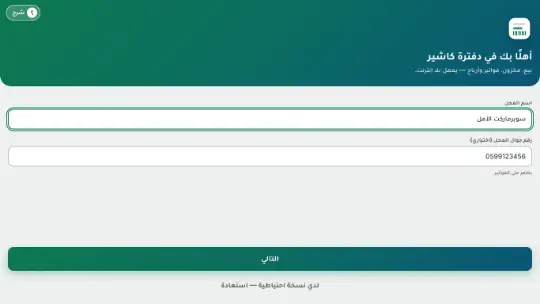 شرح ?
أهلًا بك في دفترة كاشير
بيع، مخزون، فواتير وأرباح — يعمل بلا إنترنت.
اسم المحل
سوبرماركت الأمل
رقم جوال المحل (اختياري)
0599123456
يظهر على الفواتير
التالي
لدي نسخة احتياطية — استعادة